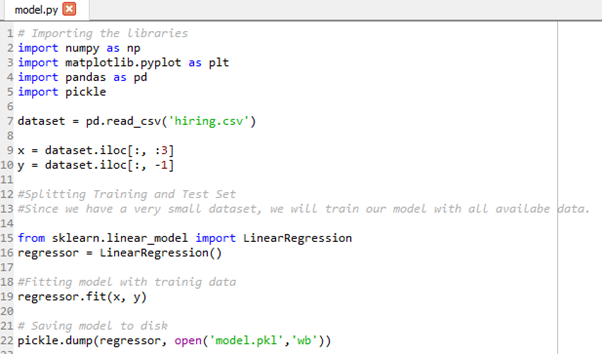 model.py
1 # Importing the libraries
2 import numpy as np
3 import matplotlib.pyplot as plt
4 import pandas as pd
5 import pickle
6
7 dataset = pd.read_csv('hiring.csv')
8
9 x = dataset.iloc[:, :3]
10 y = dataset.iloc[:, -1]
11
12 #Splitting Training and Test Set
13 #Since we have a very small dataset, we will train our model with all availabe data.
14
15 from sklearn.linear_model import LinearRegression
16 regressor = LinearRegression()
17
18 #Fitting model with trainig data
19 regressor.fit(x, y)
20
21 # Saving model to disk
22 pickle.dump(regressor, open('model.pkl','wb'))